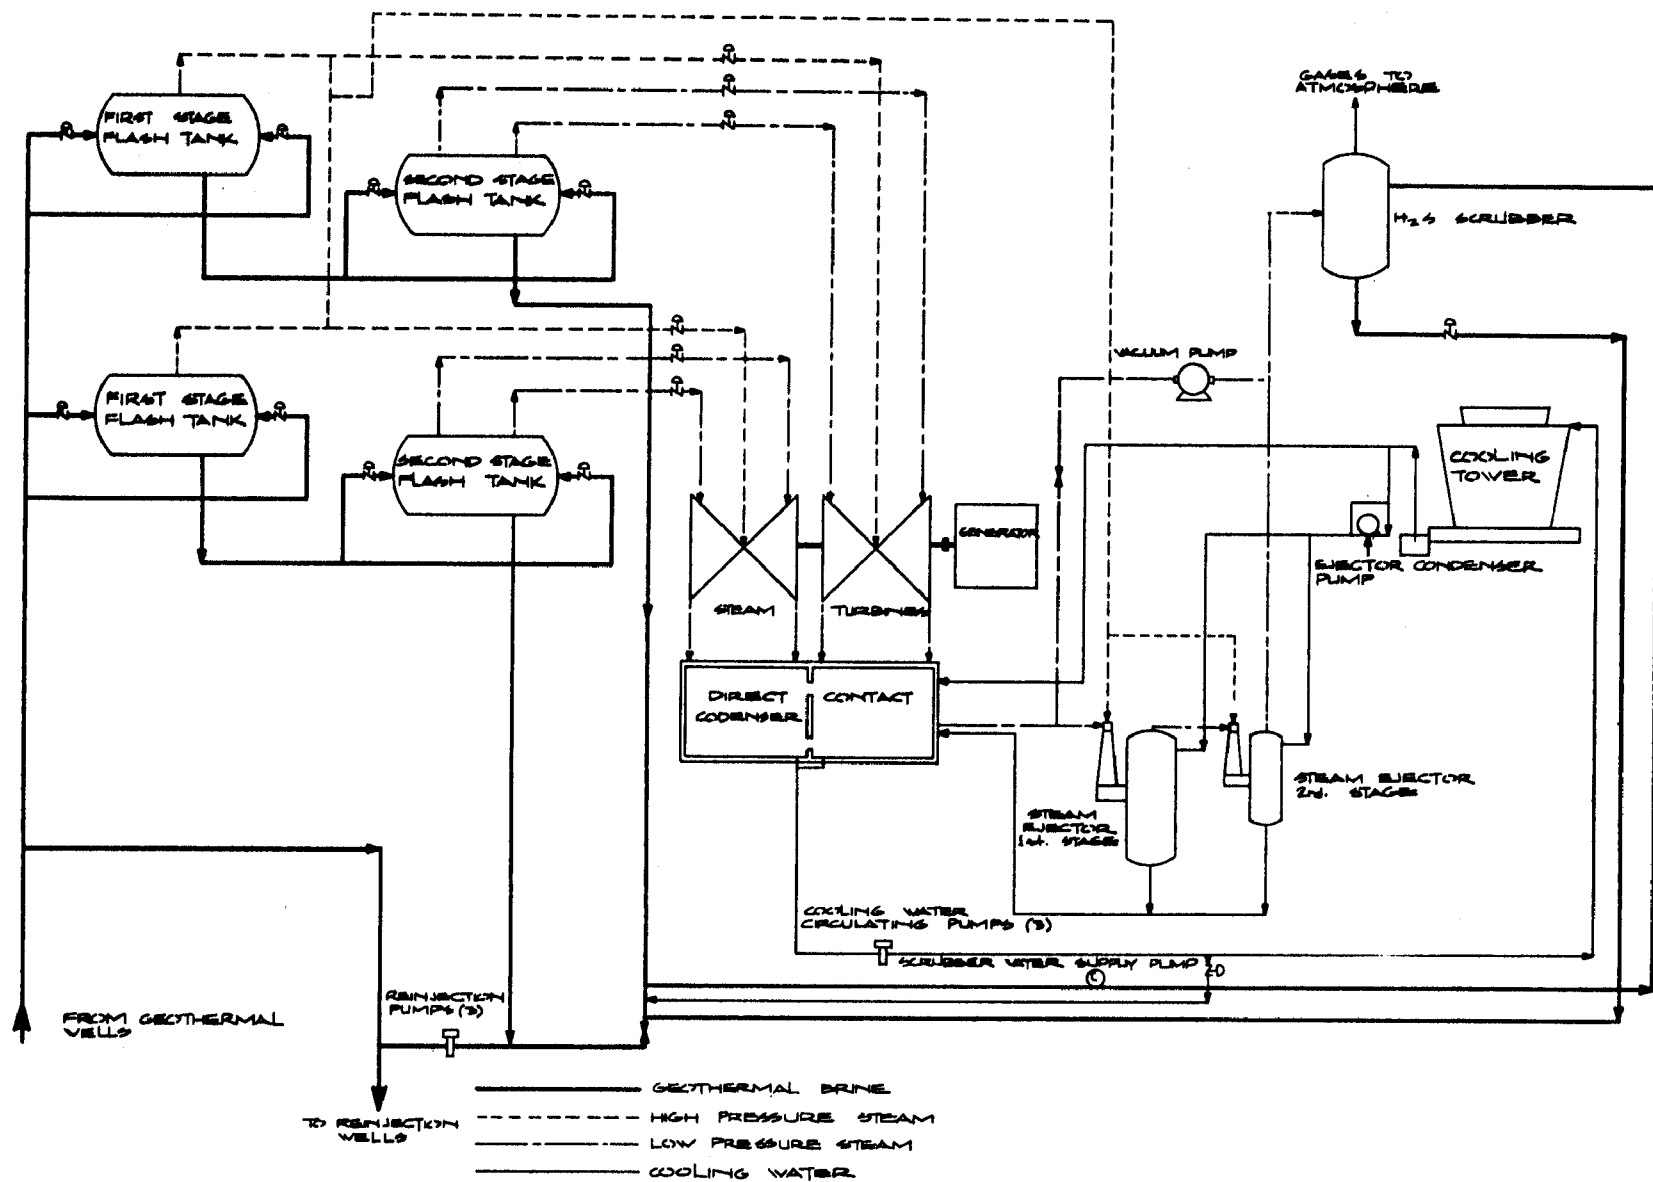 GASES TO
ATMOSPHERE
FIRST STAGE
FLASH TANK
SECOND STAGE
FLASH TANK
H₂S SCRUBBER
VACUUM PUMP
FIRST STAGE
FLASH TANK
SECOND STAGE
FLASH TANK
COOLING
TOWER
GENERATOR
EJECTOR CONDENSER
PUMP
STEAM TURBINES
DIRECT CONTACT
CODENSER
STEAM EJECTOR
2nd. STAGE
STEAM
EJECTOR
1st. STAGE
COOLING WATER
CIRCULATING PUMPS (3)
SCRUBBER WATER SUPPLY PUMP
C
REINJECTION
PUMPS (3)
FROM GEOTHERMAL
WELLS
TO REINJECTION
WELLS
GEOTHERMAL BRINE
HIGH PRESSURE STEAM
LOW PRESSURE STEAM
COOLING WATER